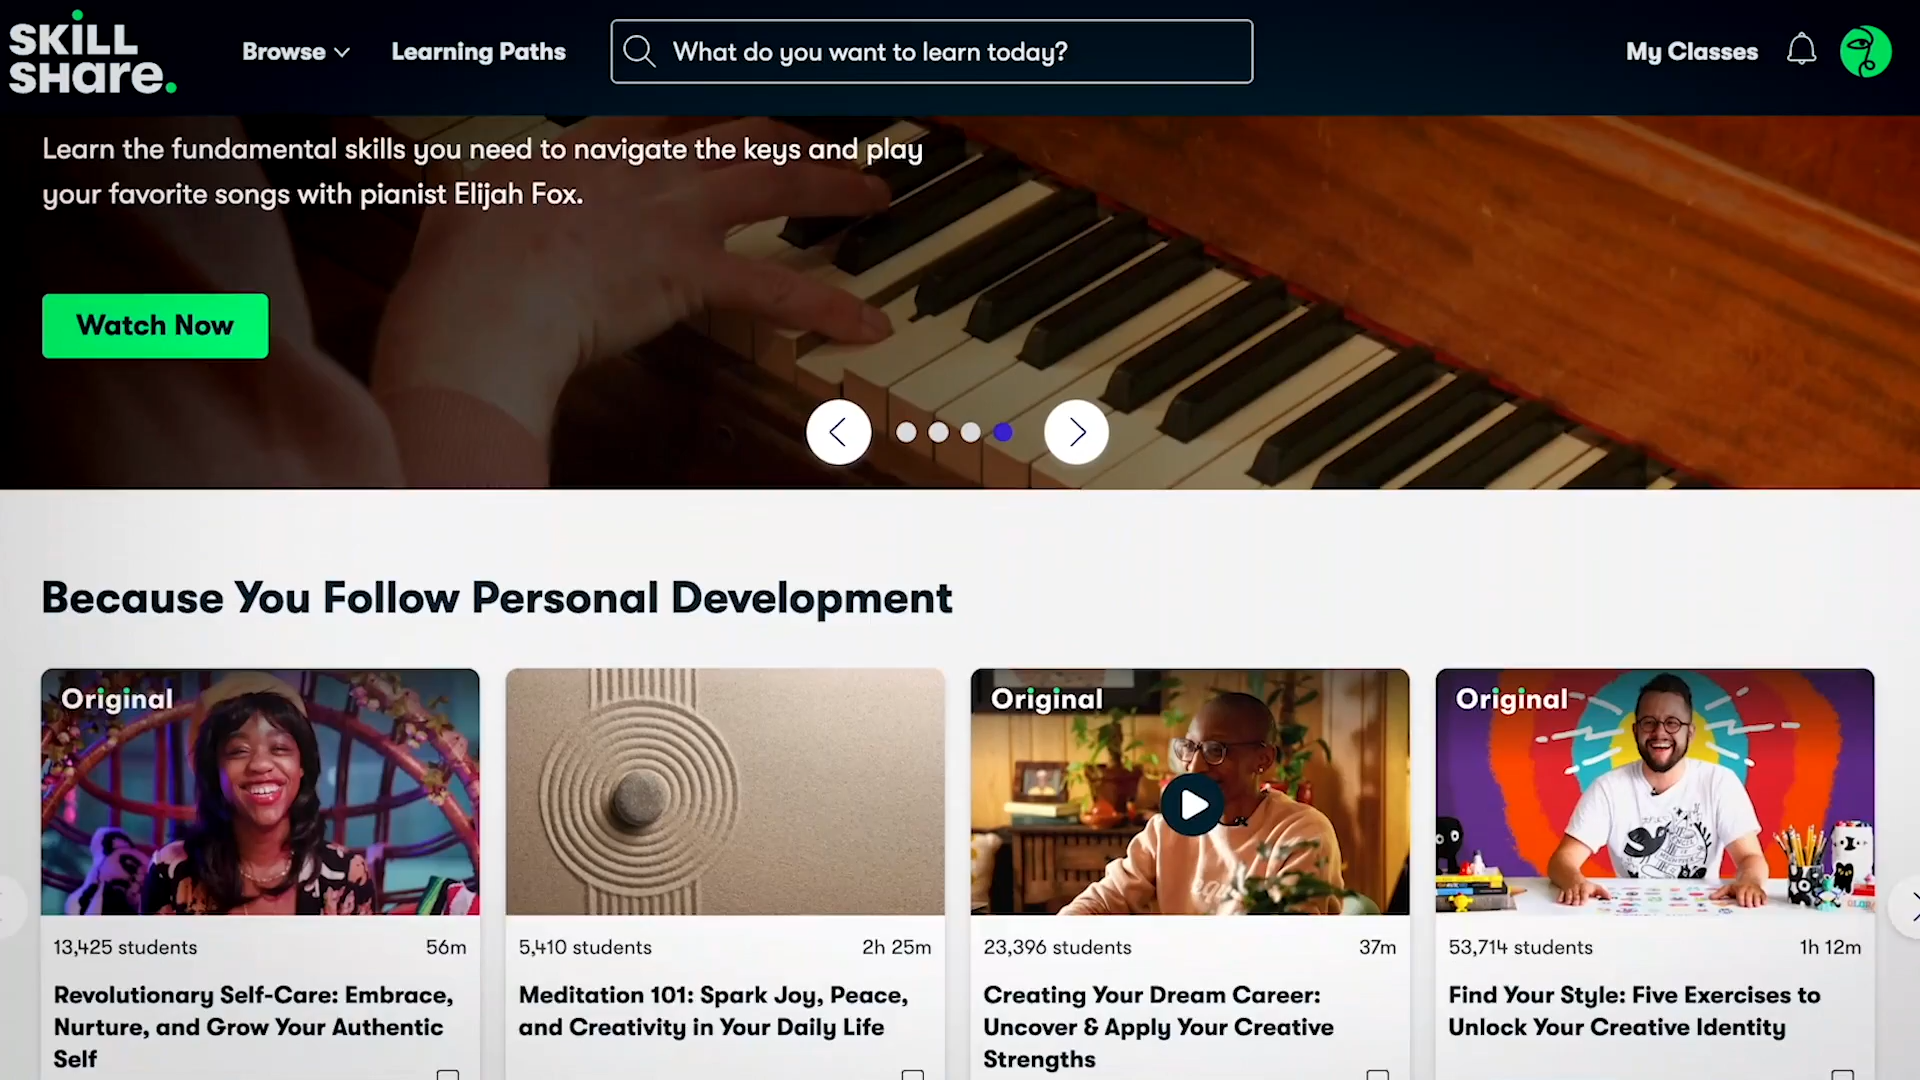 SKILL
SHARE.
Browse
Learning Paths
What do you want to learn today?
My Classes
Learn the fundamental skills you need to navigate the keys and play
your favorite songs with pianist Elijah Fox.
Watch Now
Because You Follow Personal Development
Original
13,425 students
56m
Revolutionary Self-Care: Embrace,
Nurture, and Grow Your Authentic
Self
5,410 students
2h 25m
Meditation 101: Spark Joy, Peace,
and Creativity in Your Daily Life
Original
23,396 students
37m
Creating Your Dream Career:
Uncover & Apply Your Creative
Strengths
Original
53,714 students
1h 12m
Find Your Style: Five Exercises to
Unlock Your Creative Identity